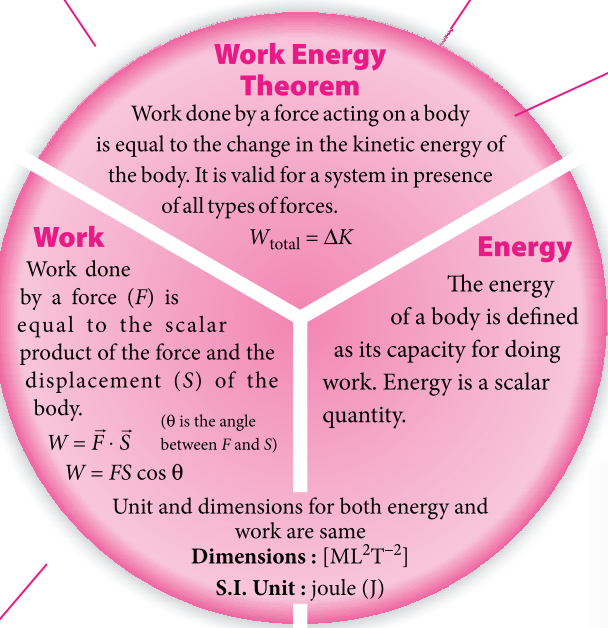 Work Energy
Theorem
Work done by a force acting on a body
is equal to the change in the kinetic energy of
the body. It is valid for a system in presence
of all types of forces.
W_total = ΔK
Work
Work done
by a force (F) is
equal to the scalar
product of the force and the
displacement (S) of the
body.
W = F⃗ · S⃗
(θ is the angle
between F and S)
W = FS cos θ
Energy
The energy
of a body is defined
as its capacity for doing
work. Energy is a scalar
quantity.
Unit and dimensions for both energy and
work are same
Dimensions : [ML²T⁻²]
S.I. Unit : joule (J)